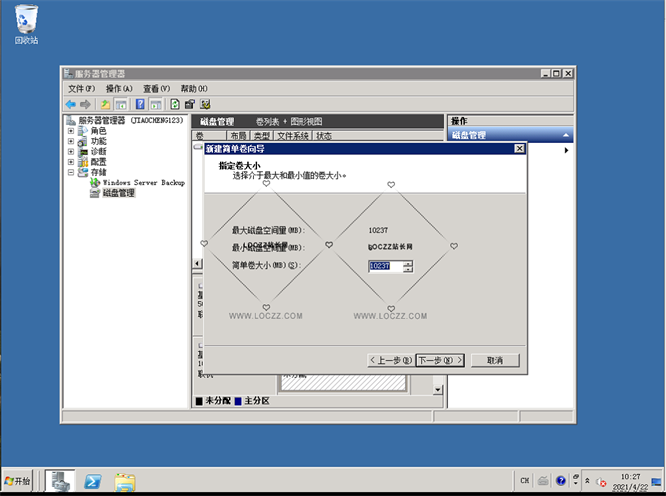 回收站
服务器管理器
文件(F) 操作(A) 查看(V) 帮助(H)
服务器管理器 (JIAOCHENG123)
角色
功能
诊断
配置
存储
Windows Server Backup
磁盘管理
磁盘管理 卷列表 + 图形视图
卷 布局 类型 文件系统 状态
操作
磁盘管理
新建简单卷向导
指定卷大小
选择介于最大和最小值的卷大小。
最大磁盘空间量(MB): 10237
最小磁盘空间量(MB):
LOCZZ站长网 LOCZZ站长网
简单卷大小(MB)(S): 10237
WWW.LOCZZ.COM WWW.LOCZZ.COM
< 上一步(B) 下一步(N) > 取消
未分配 主分区
开始
CH
10:27
2021/4/22